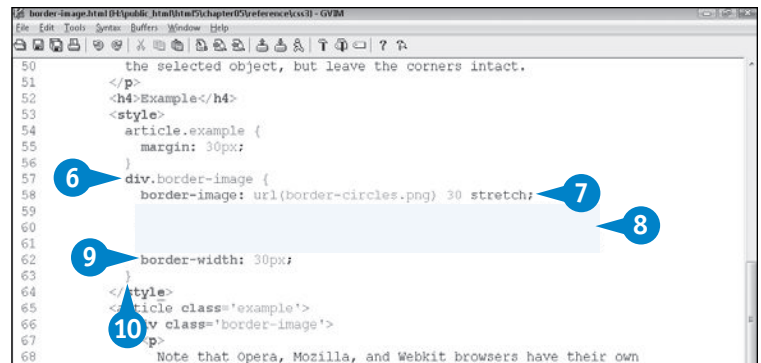 border-image.html (H:\public_html\html5\chapter05\reference\css3) - GVIM
File Edit Tools Syntax Buffers Window Help
50 the selected object, but leave the corners intact.
51 </p>
52 <h4>Example</h4>
53 <style>
54 article.example {
55 margin: 30px;
56 }
57 6 div.border-image {
58 border-image: url(border-circles.png) 30 stretch; 7
59
60 8
61
62 9 border-width: 30px;
63 }
64 </style>
65 <article class='example'>
66 10 div class='border-image'>
67 <p>
68 Note that Opera, Mozilla, and Webkit browsers have their own